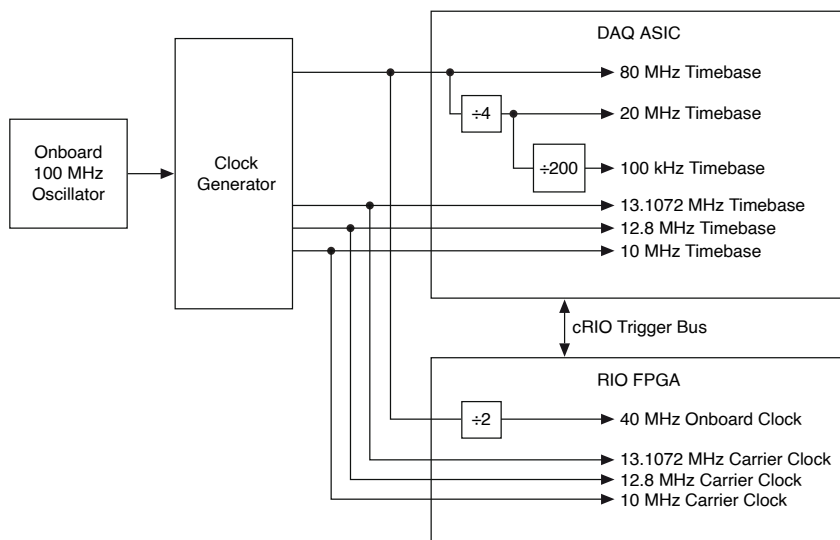 DAQ ASIC
80 MHz Timebase
÷4
20 MHz Timebase
Onboard
100 MHz
Oscillator
Clock
Generator
÷200
100 kHz Timebase
13.1072 MHz Timebase
12.8 MHz Timebase
10 MHz Timebase
cRIO Trigger Bus
RIO FPGA
÷2
40 MHz Onboard Clock
13.1072 MHz Carrier Clock
12.8 MHz Carrier Clock
10 MHz Carrier Clock